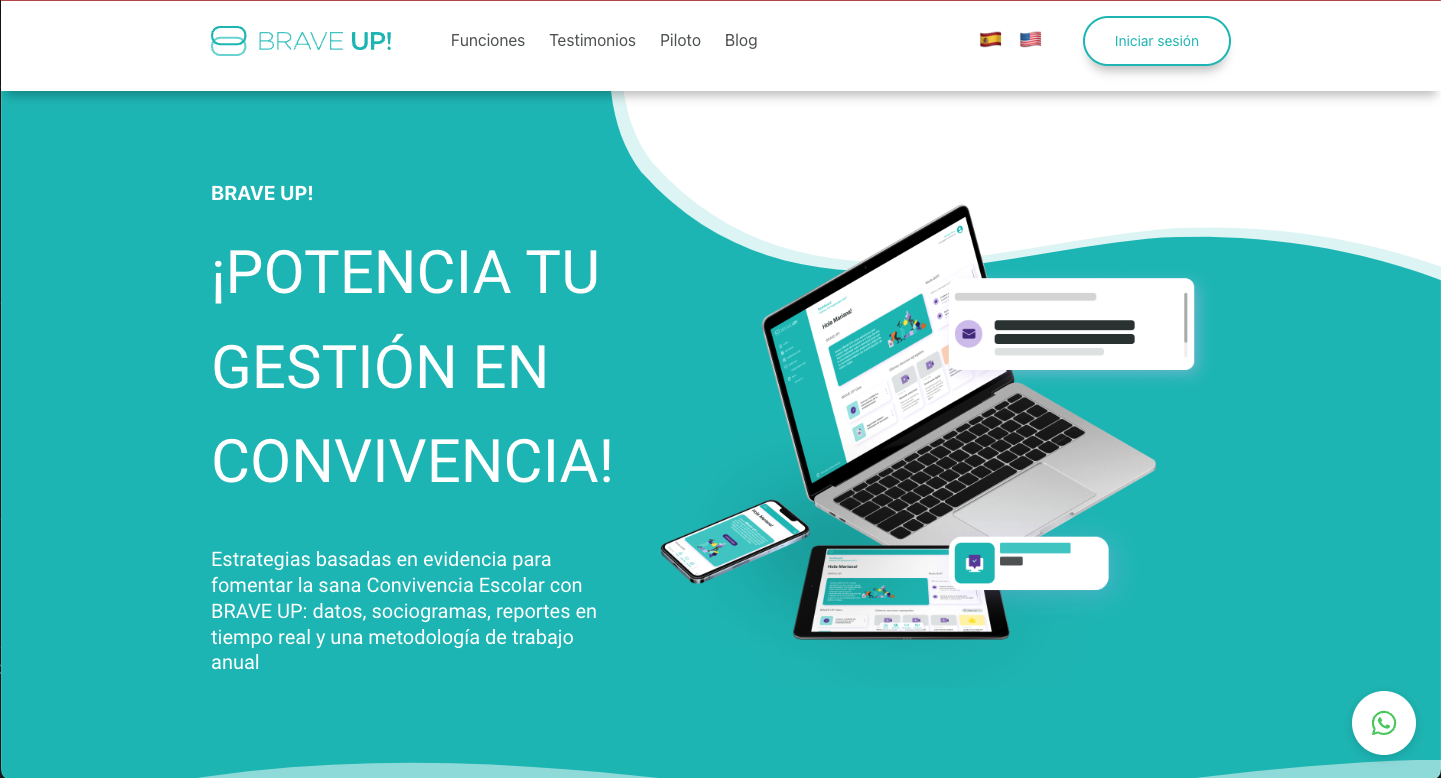 BRAVE UP!
Funciones
Testimonios
Piloto
Blog
Iniciar sesión
BRAVE UP!
¡POTENCIA TU
GESTIÓN EN
CONVIVENCIA!
Estrategias basadas en evidencia para
fomentar la sana Convivencia Escolar con
BRAVE UP: datos, sociogramas, reportes en
tiempo real y una metodología de trabajo
anual
Hola Mariana!
Hola Mariana!
Hola Mariana!